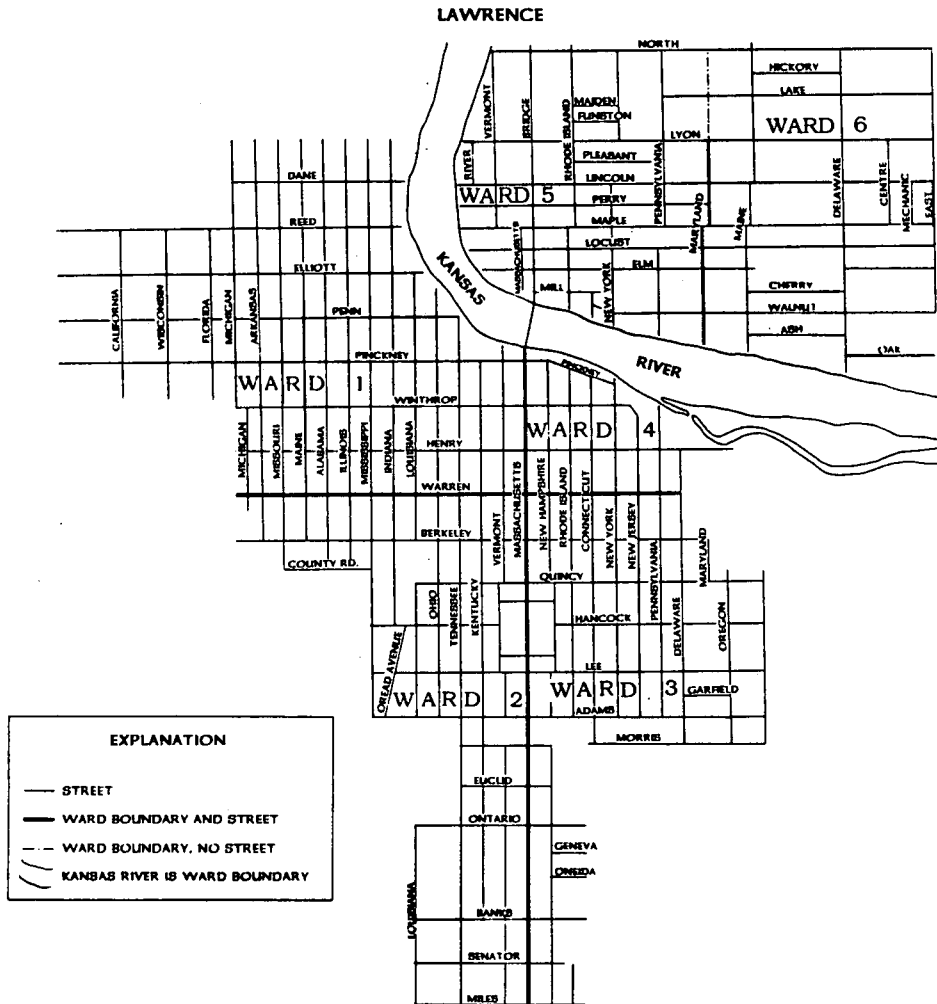 LAWRENCE
NORTH
HICKORY
LAKE
VERMONT
BRIDGE
RHODE ISLAND
MAIDEN
FUNSTON
LYON
WARD 6
PLEASANT
RIVER
LINCOLN
PENNSYLVANIA
DELAWARE
CENTRE
MECHANIC
EAST
DANE
WARD 5
PERRY
MAPLE
MARYLAND
MAINE
REED
LOCUST
MASSACHUSETTS
ELM
KANSAS
ELLIOTT
MILL
NEW YORK
CHERRY
WALNUT
ASH
OAK
CALIFORNIA
WISCONSIN
FLORIDA
MICHIGAN
ARKANSAS
PENN
PINCKNEY
PINCKNEY
RIVER
WARD 1
WINTHROP
WARD 4
HENRY
MICHIGAN
MISSOURI
MAINE
ALABAMA
ILLINOIS
MISSISSIPPI
INDIANA
LOUISIANA
WARREN
VERMONT
MASSACHUSETTS
NEW HAMPSHIRE
RHODE ISLAND
CONNECTICUT
NEW YORK
NEW JERSEY
PENNSYLVANIA
MARYLAND
BERKELEY
COUNTY RD.
QUINCY
OHIO
TENNESSEE
KENTUCKY
HANCOCK
DELAWARE
OREGON
OREAD AVENUE
LEE
WARD 2
WARD 3
GARFIELD
ADAMS
MORRIS
EXPLANATION
STREET
WARD BOUNDARY AND STREET
WARD BOUNDARY, NO STREET
KANSAS RIVER IS WARD BOUNDARY
EUCLID
ONTARIO
GENEVA
ONEIDA
LOUISIANA
BANKS
SENATOR
MILES